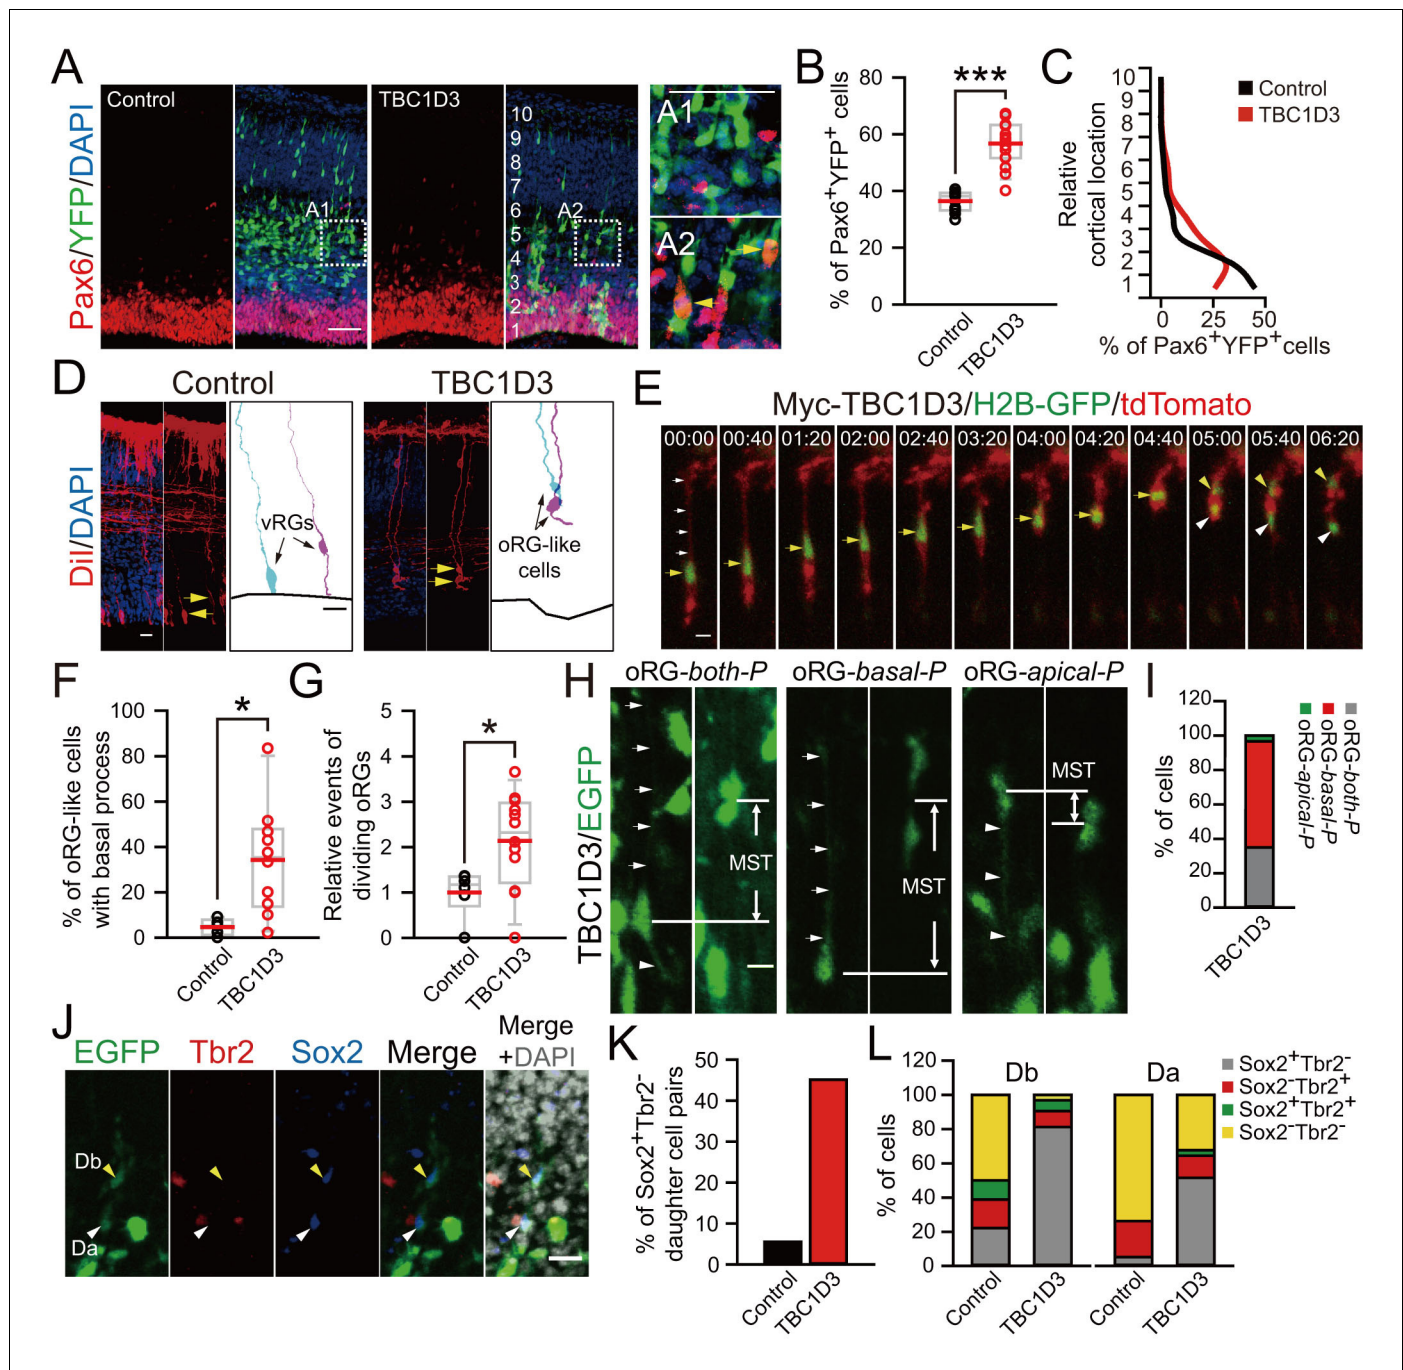 A
Pax6/YFP/DAPI
Control
TBC1D3
A1
A2
10
9
8
7
6
5
4
3
2
1
A1
A2
B
% of Pax6+YFP+ cells
80
60
40
20
0
***
Control
TBC1D3
C
Relative
cortical location
10
9
8
7
6
5
4
3
2
1
Control
TBC1D3
0 25 50
% of Pax6+YFP+cells
D
DiI/DAPI
Control
TBC1D3
vRGs
oRG-like
cells
E
Myc-TBC1D3/H2B-GFP/tdTomato
00:00 00:40 01:20 02:00 02:40 03:20 04:00 04:20 04:40 05:00 05:40 06:20
F
% of oRG-like cells
with basal process
100
80
60
40
20
0
*
Control
TBC1D3
G
Relative events of
dividing oRGs
5
4
3
2
1
0
*
Control
TBC1D3
H
TBC1D3/EGFP
oRG-both-P
oRG-basal-P
oRG-apical-P
MST
MST
MST
I
% of cells
120
100
80
60
40
20
0
TBC1D3
oRG-apical-P
oRG-basal-P
oRG-both-P
J
EGFP
Tbr2
Sox2
Merge
Merge
+DAPI
Db
Da
K
% of Sox2+Tbr2-
daughter cell pairs
50
40
30
20
10
0
Control
TBC1D3
L
% of cells
120
100
80
60
40
20
0
Db
Da
Control
TBC1D3
Control
TBC1D3
Sox2+Tbr2-
Sox2-Tbr2+
Sox2+Tbr2+
Sox2-Tbr2-